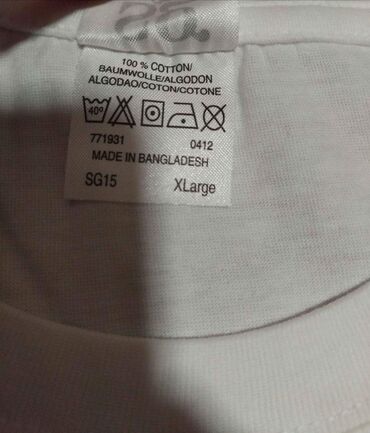 100 % COTTON/
BAUMWOLLE/ALGODON
ALGODAO/COTON/COTONE
40°
771931 0412
MADE IN BANGLADESH
SG15 XLarge